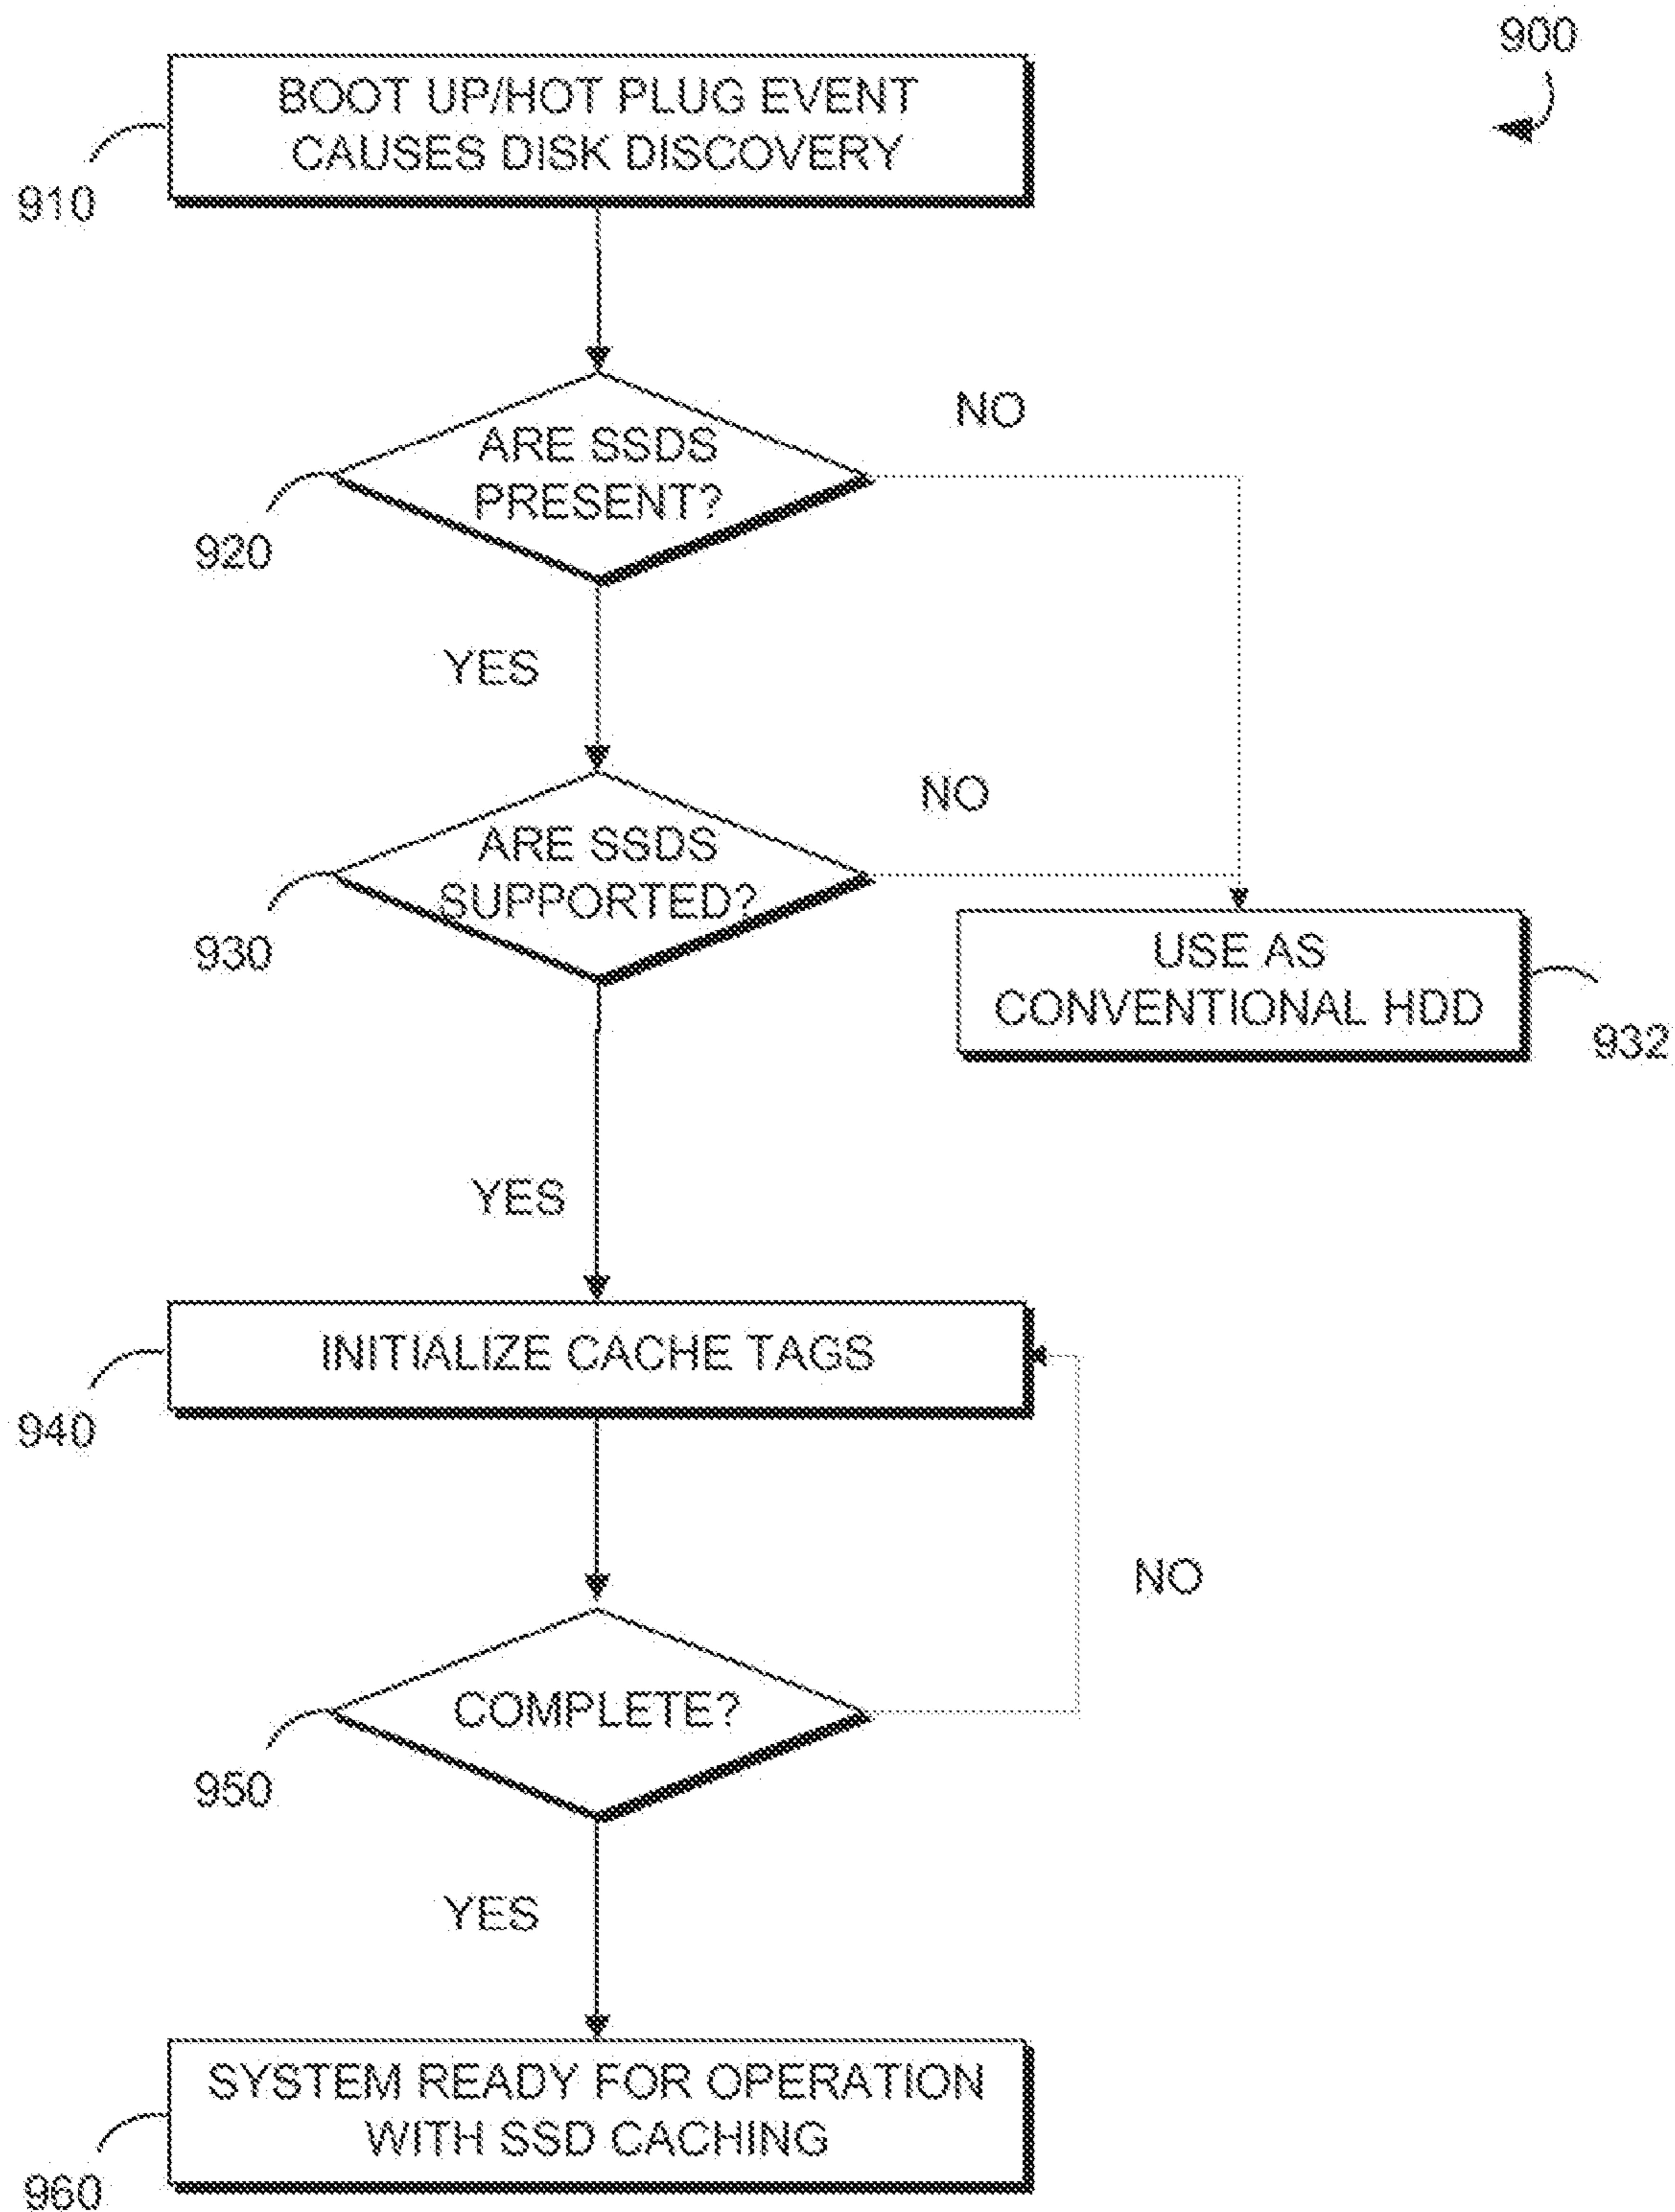 900
BOOT UP/HOT PLUG EVENT
CAUSES DISK DISCOVERY
910
NO
ARE SSDS
PRESENT?
920
YES
NO
ARE SSDS
SUPPORTED?
930
USE AS
CONVENTIONAL HDD
932
YES
INITIALIZE CACHE TAGS
940
NO
COMPLETE?
950
YES
SYSTEM READY FOR OPERATION
WITH SSD CACHING
960